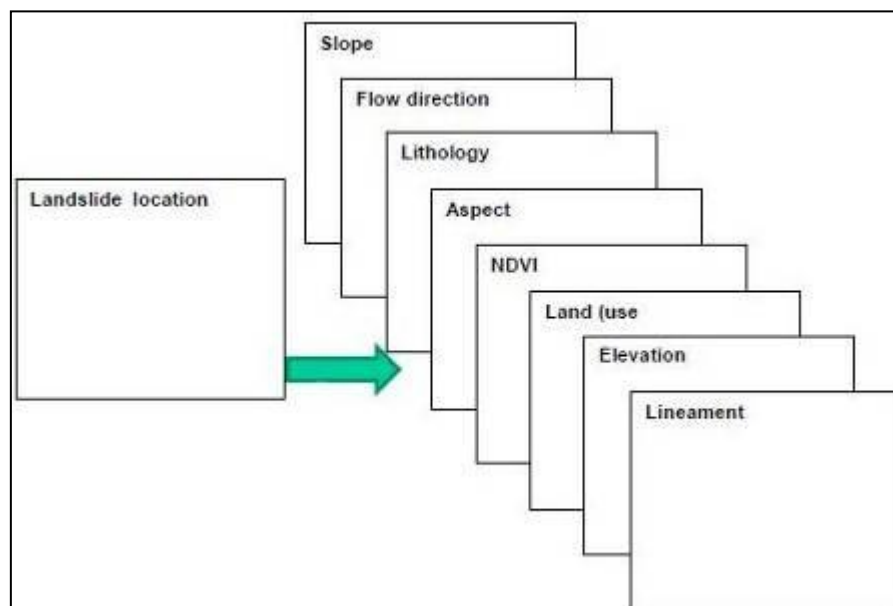 Slope
Flow direction
Lithology
Landslide location
Aspect
NDVI
Land (use
Elevation
Lineament